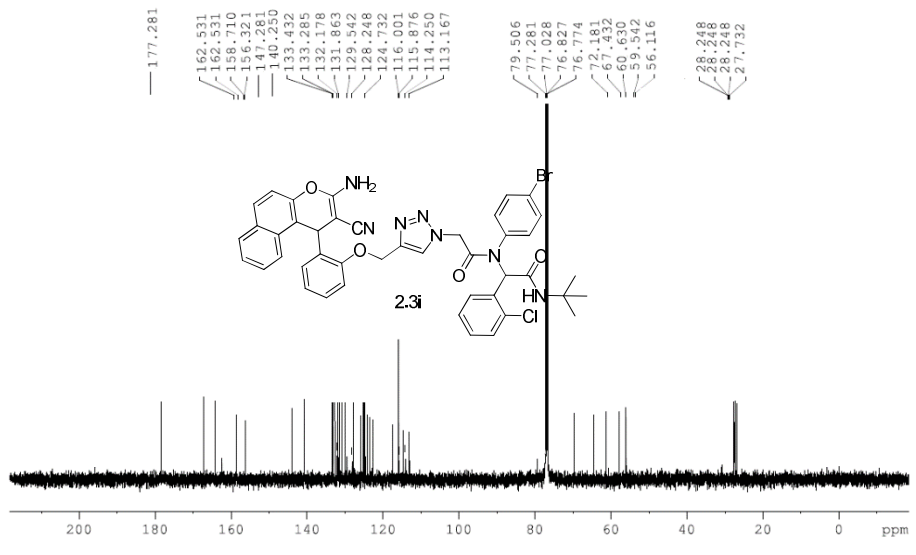 177.281
162.531
162.531
158.710
156.321
147.281
140.250
133.432
133.285
132.178
131.863
129.542
128.248
124.732
116.001
115.876
114.250
113.167
79.506
77.281
77.028
76.827
76.774
72.181
67.432
60.630
59.542
56.116
28.248
28.248
28.248
27.732
Br
O
NH₂
N
N
N
CN
O
N
O
O
HN
Cl
2.3i
200 180 160 140 120 100 80 60 40 20 0 ppm